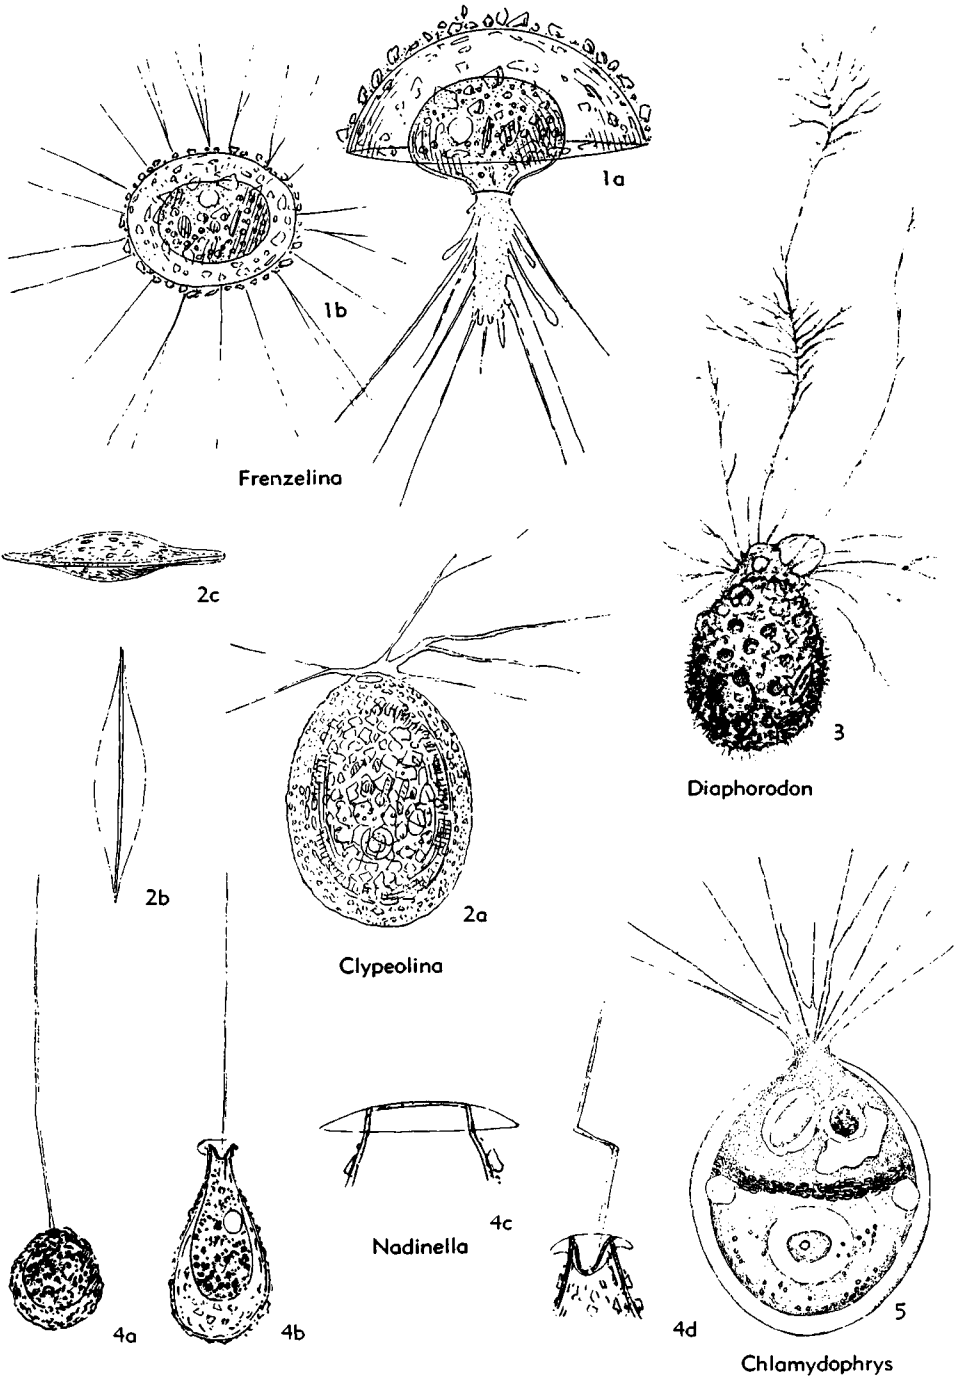 1a
1b
Frenzelina
2c
3
Diaphorodon
2b
2a
Clypeolina
4c
Nadinella
4a
4b
4d
5
Chlamydophrys